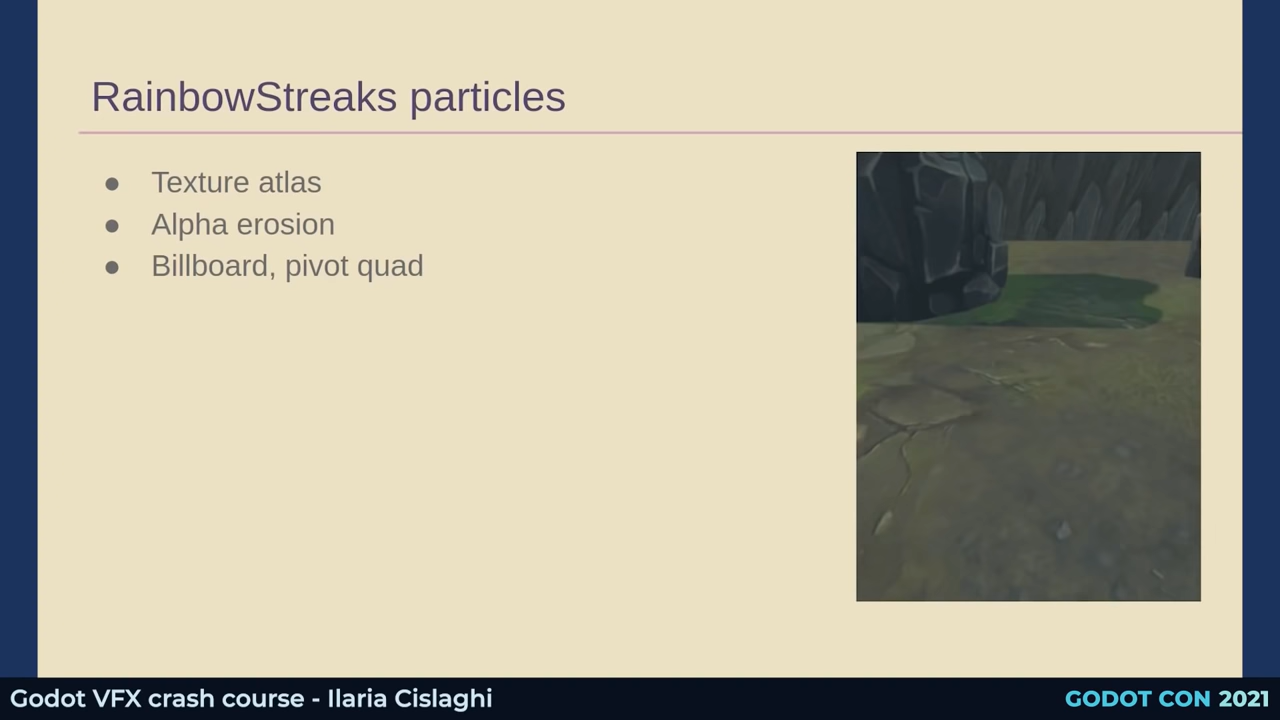 RainbowStreaks particles
● Texture atlas
● Alpha erosion
● Billboard, pivot quad
Godot VFX crash course - Ilaria Cislaghi
GODOT CON 2021